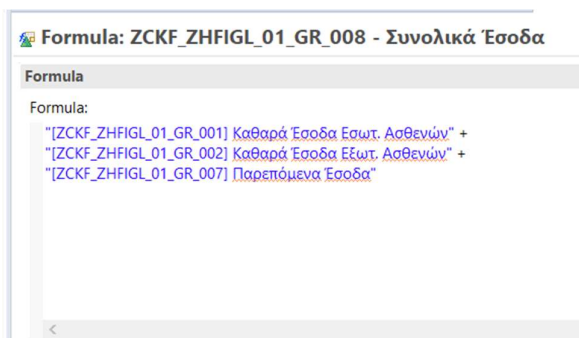 Formula: ZCKF_ZHFIGL_01_GR_008 - Συνολικά Έσοδα
Formula
Formula:
"[ZCKF_ZHFIGL_01_GR_001] Καθαρά Έσοδα Εσωτ. Ασθενών" +
"[ZCKF_ZHFIGL_01_GR_002] Καθαρά Έσοδα Εξωτ. Ασθενών" +
"[ZCKF_ZHFIGL_01_GR_007] Παρεπόμενα Έσοδα"